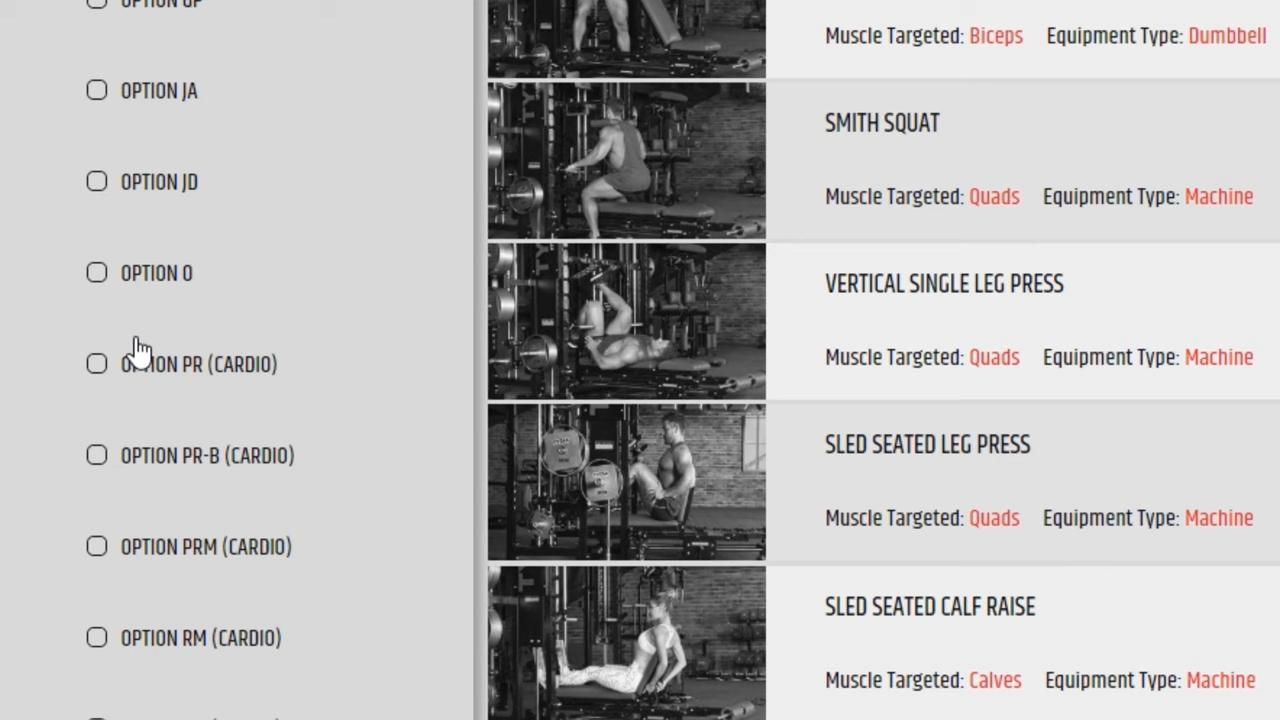 OPTION GP
OPTION JA
OPTION JD
OPTION O
OPTION PR (CARDIO)
OPTION PR-B (CARDIO)
OPTION PRM (CARDIO)
OPTION RM (CARDIO)
Muscle Targeted: Biceps Equipment Type: Dumbbell
SMITH SQUAT
Muscle Targeted: Quads Equipment Type: Machine
VERTICAL SINGLE LEG PRESS
Muscle Targeted: Quads Equipment Type: Machine
SLED SEATED LEG PRESS
Muscle Targeted: Quads Equipment Type: Machine
SLED SEATED CALF RAISE
Muscle Targeted: Calves Equipment Type: Machine